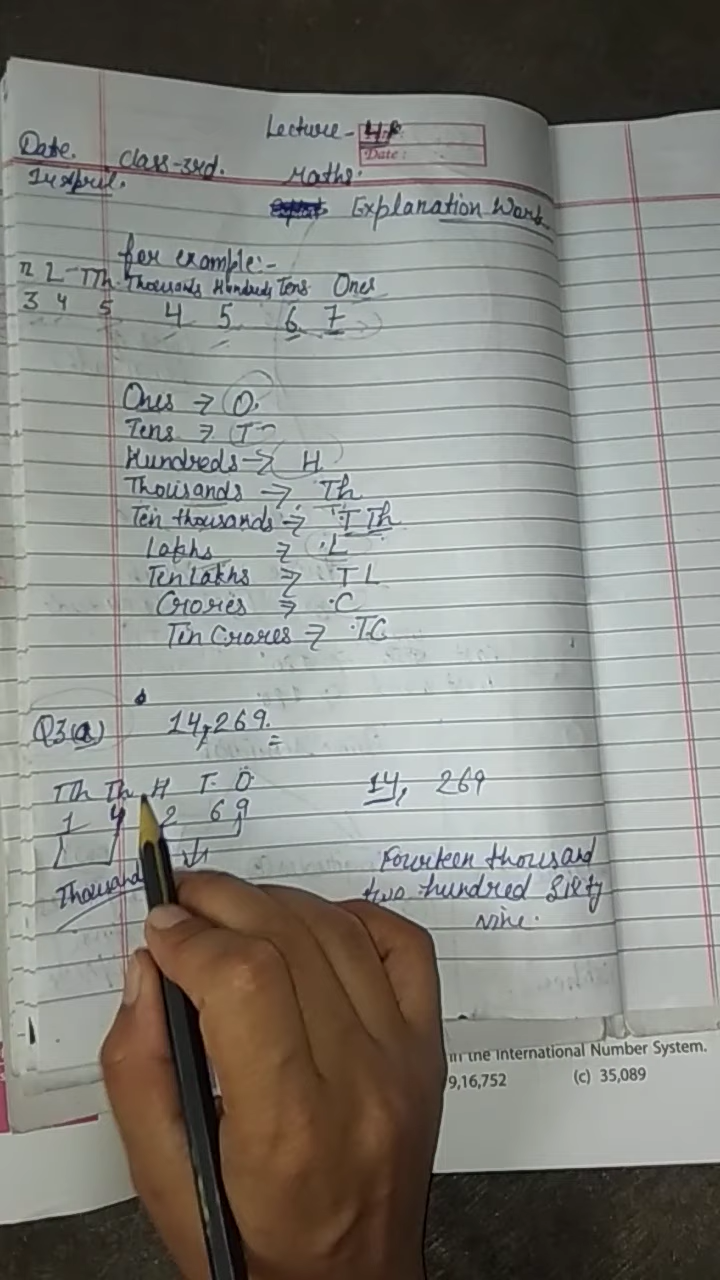 Lecture - 4
Date:
Date. Class-3rd. Maths.
14 April.
Explanation Work
for example:-
L TTh Thousands Hundreds Tens Ones
3 4 5 4 5 6 7
Ones → O
Tens → T
Hundreds → H
Thousands → Th
Ten thousands → T Th
Lakhs → L
Ten Lakhs → T L
Crores → C
Ten Crores → T.C
Q3(a) 14,269.
TTh Th H T O
1 4 2 6 9
14, 269
Thousand
Fourteen thousand
two hundred sixty
nine.
in the International Number System.
9,16,752 (c) 35,089